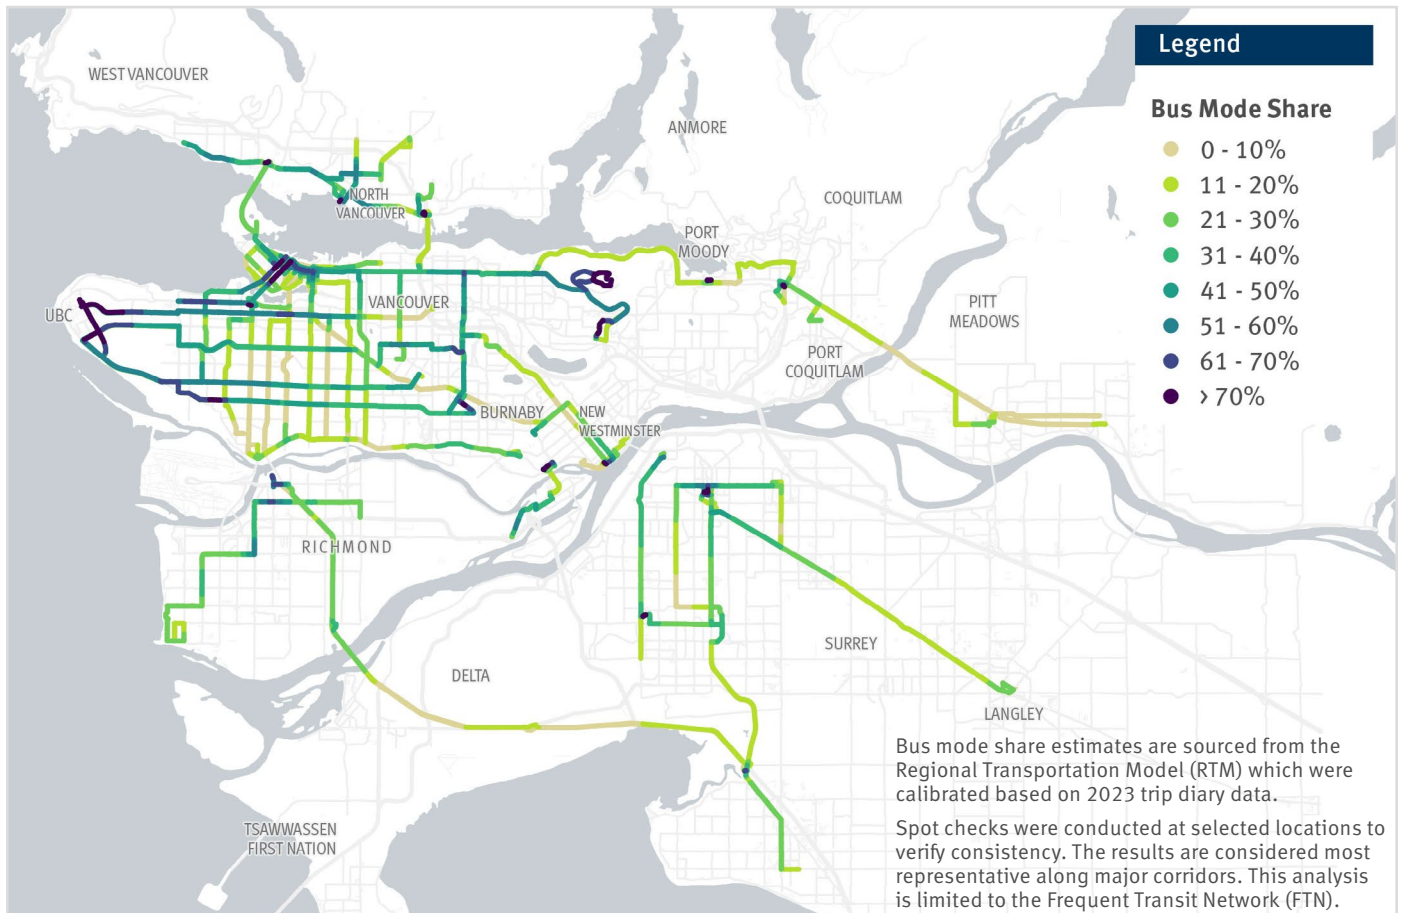 Legend
Bus Mode Share
0 - 10%
11 - 20%
21 - 30%
31 - 40%
41 - 50%
51 - 60%
61 - 70%
> 70%
WEST VANCOUVER
ANMORE
COQUITLAM
NORTH
VANCOUVER
PORT
MOODY
UBC
VANCOUVER
PITT
MEADOWS
PORT
COQUITLAM
BURNABY
NEW
WESTMINSTER
RICHMOND
SURREY
DELTA
LANGLEY
TSAWWASSEN
FIRST NATION
Bus mode share estimates are sourced from the
Regional Transportation Model (RTM) which were
calibrated based on 2023 trip diary data.
Spot checks were conducted at selected locations to
verify consistency. The results are considered most
representative along major corridors. This analysis
is limited to the Frequent Transit Network (FTN).